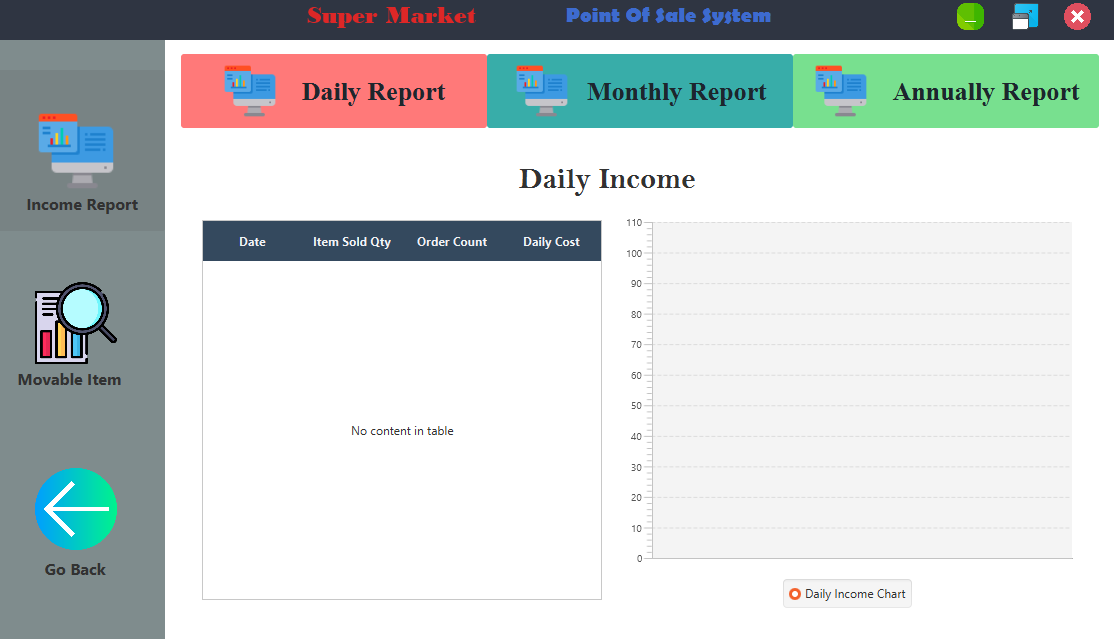 Super Market
Point Of Sale System
Daily Report
Monthly Report
Annually Report
Income Report
Movable Item
Go Back
Daily Income
Date Item Sold Qty Order Count Daily Cost
No content in table
110
100
90
80
70
60
50
40
30
20
10
0
Daily Income Chart